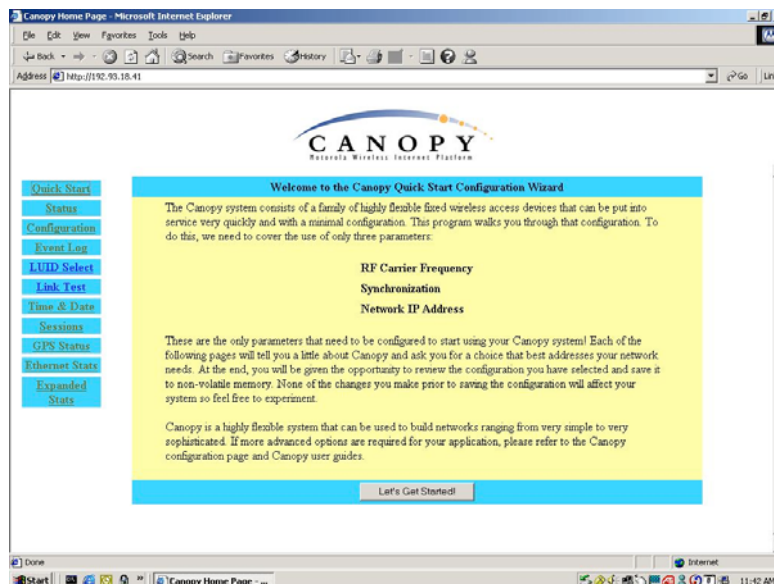 Canopy Home Page - Microsoft Internet Explorer
File Edit View Favorites Tools Help
Back Search Favorites History
Address http://192.93.18.41 Go
CANOPY
Motorola Wireless Internet Platform
Quick Start
Status
Configuration
Event Log
LUID Select
Link Test
Time & Date
Sessions
GPS Status
Ethernet Stats
Expanded
Stats
Welcome to the Canopy Quick Start Configuration Wizard
The Canopy system consists of a family of highly flexible fixed wireless access devices that can be put into
service very quickly and with a minimal configuration. This program walks you through that configuration. To
do this, we need to cover the use of only three parameters:
RF Carrier Frequency
Synchronization
Network IP Address
These are the only parameters that need to be configured to start using your Canopy system! Each of the
following pages will tell you a little about Canopy and ask you for a choice that best addresses your network
needs. At the end, you will be given the opportunity to review the configuration you have selected and save it
to non-volatile memory. None of the changes you make prior to saving the configuration will affect your
system so feel free to experiment.
Canopy is a highly flexible system that can be used to build networks ranging from very simple to very
sophisticated. If more advanced options are required for your application, please refer to the Canopy
configuration page and Canopy user guides.
Let's Get Started!
Done Internet
Start Canopy Home Page - ... 11:42 AM